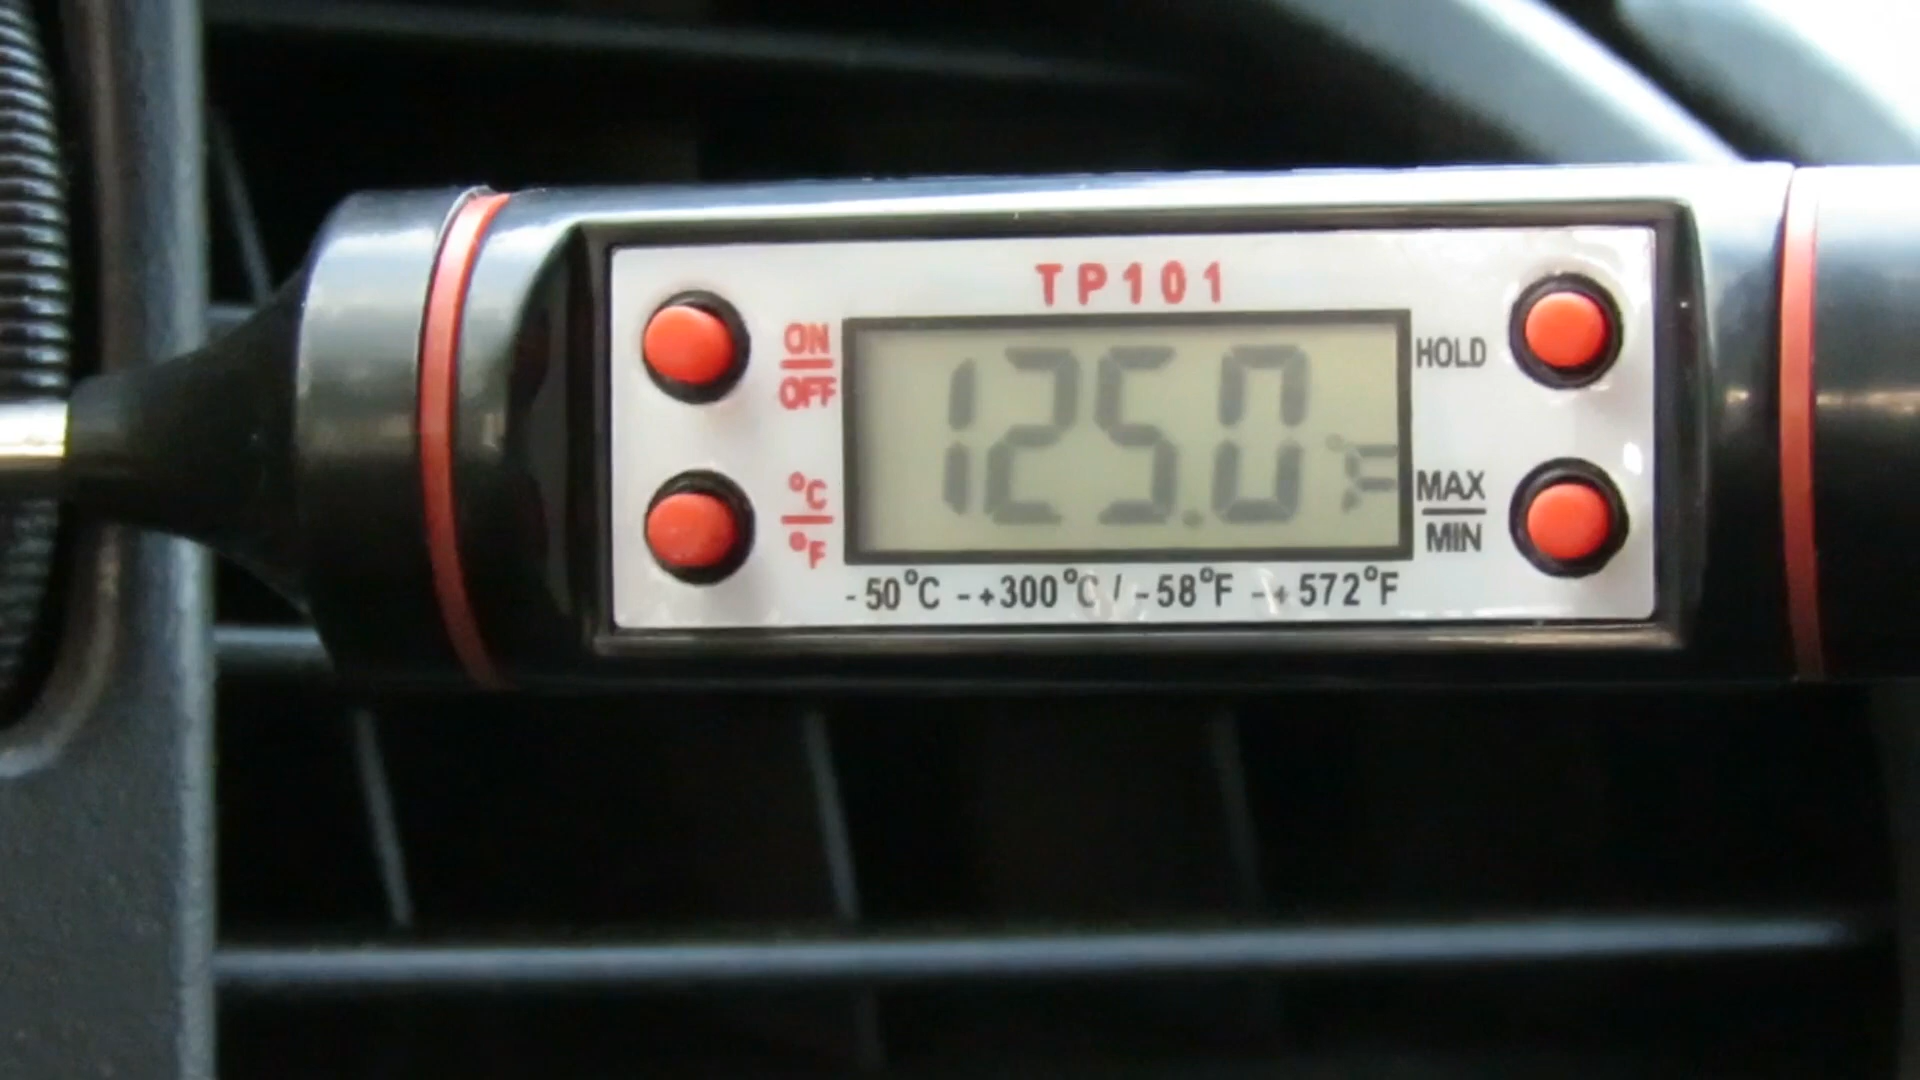 TP101
ON
OFF
125.0 °F
HOLD
°C
°F
MAX
MIN
-50°C -+300°C / -58°F -+572°F